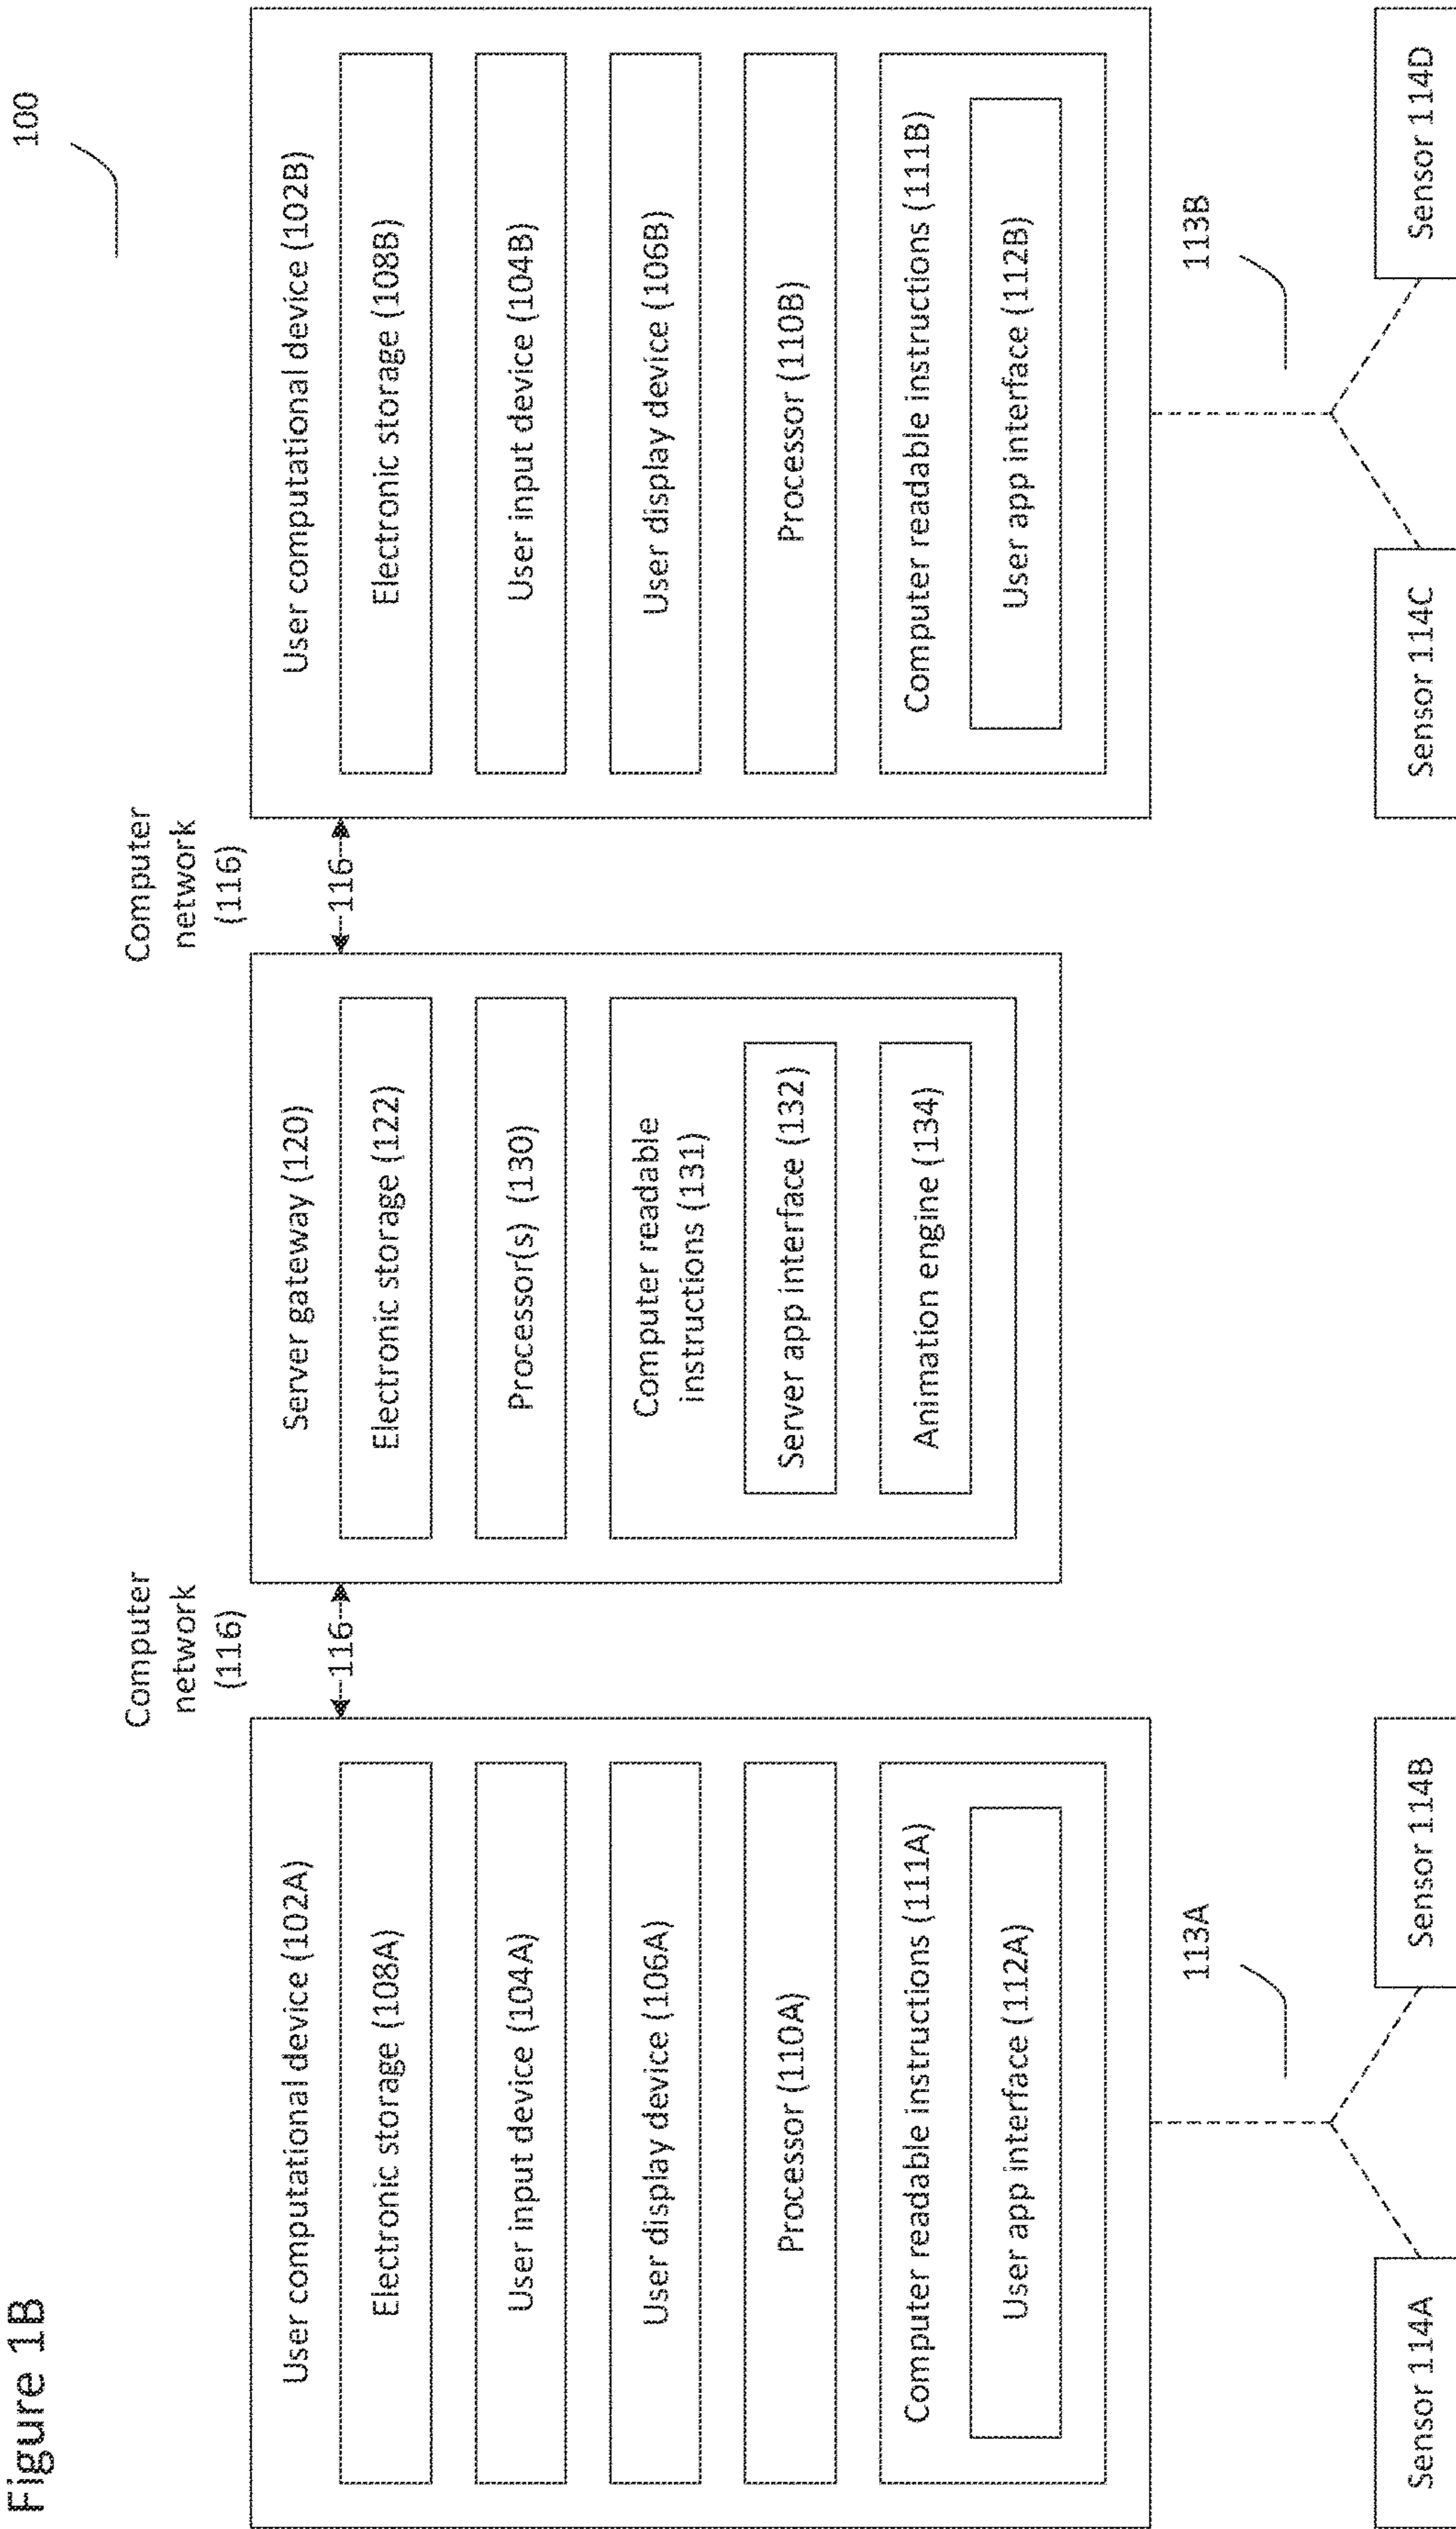 Figure 1B
100
Computer
network
(116)
Computer
network
(116)
User computational device (102A)
Electronic storage (108A)
User input device (104A)
User display device (106A)
Processor (110A)
Computer readable instructions (111A)
User app interface (112A)
116
Server gateway (120)
Electronic storage (122)
Processor(s) (130)
Computer readable
instructions (131)
Server app interface (132)
Animation engine (134)
116
User computational device (102B)
Electronic storage (108B)
User input device (104B)
User display device (106B)
Processor (110B)
Computer readable instructions (111B)
User app interface (112B)
113A
113B
Sensor 114A
Sensor 114B
Sensor 114C
Sensor 114D